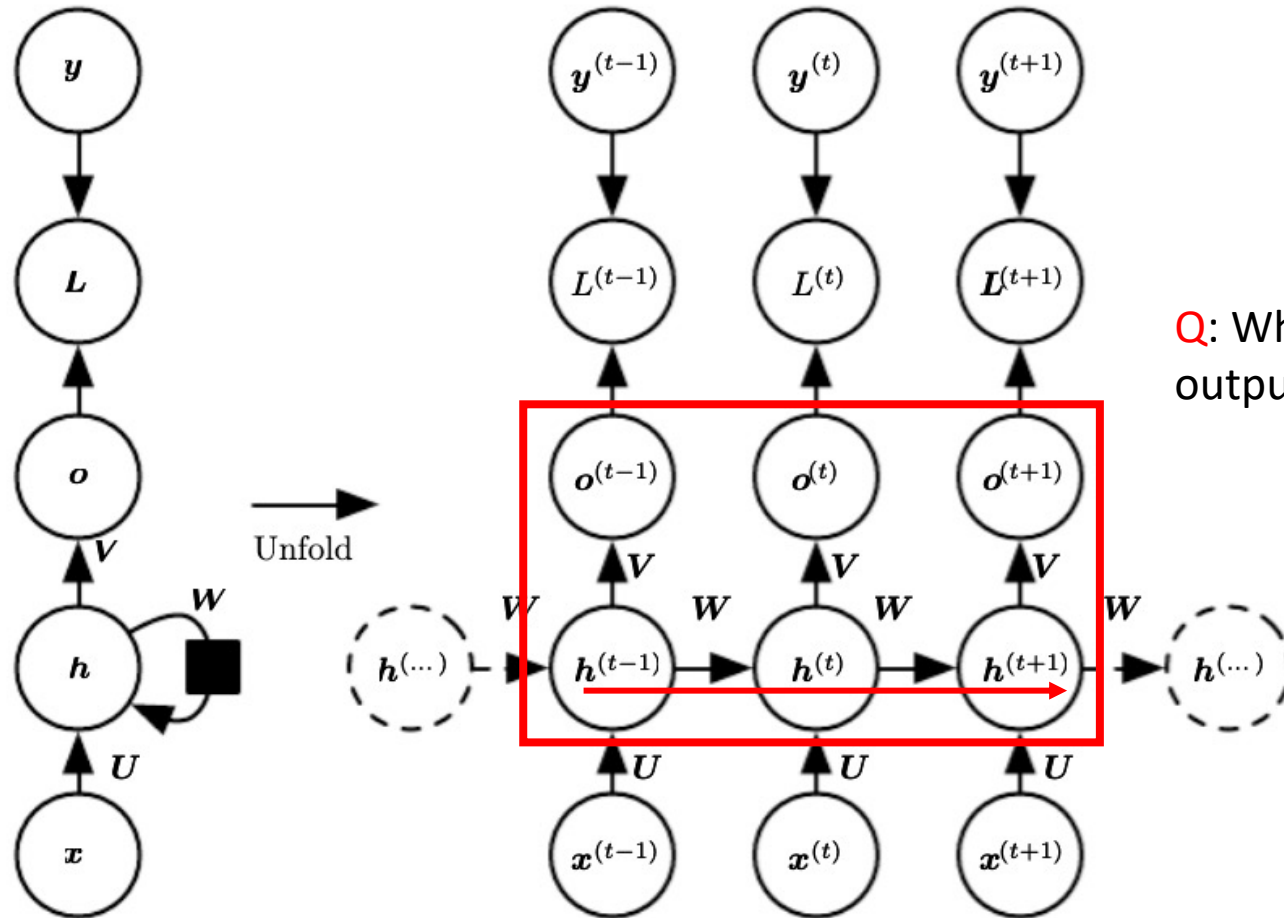 y y^{(t−1)} y^{(t)} y^{(t+1)}
L L^{(t−1)} L^{(t)} L^{(t+1)}
Q: Wh
outpu
o o^{(t−1)} o^{(t)} o^{(t+1)}
Unfold
V V V V
W W W W W
h h^{(...)} h^{(t−1)} h^{(t)} h^{(t+1)} h^{(...)}
U U U U
x x^{(t−1)} x^{(t)} x^{(t+1)}